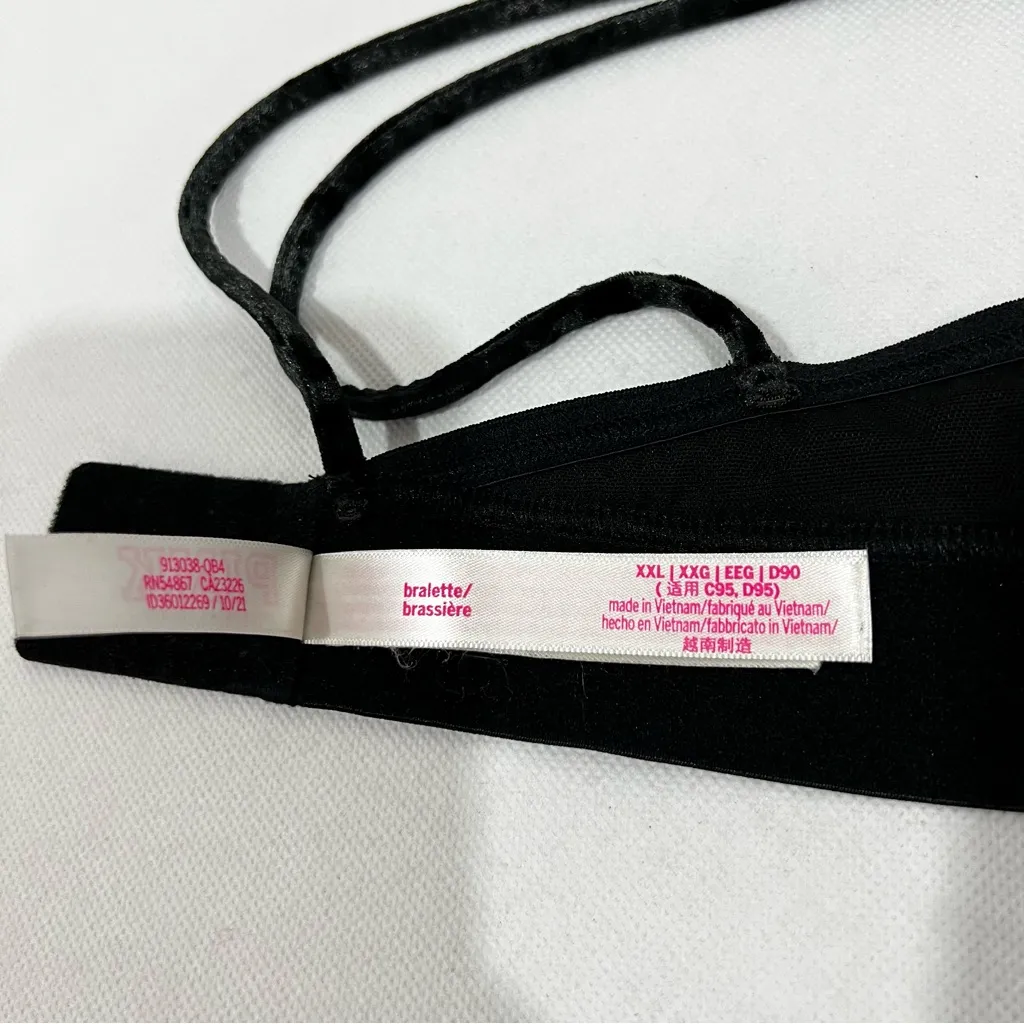 913038-QB4
RN54867 CA23226
ID36012269 / 10/21
bralette/
brassière
XXL | XXG | EEG | D90
(适用 C95, D95)
made in Vietnam/fabriqué au Vietnam/
hecho en Vietnam/fabbricato in Vietnam/
越南制造